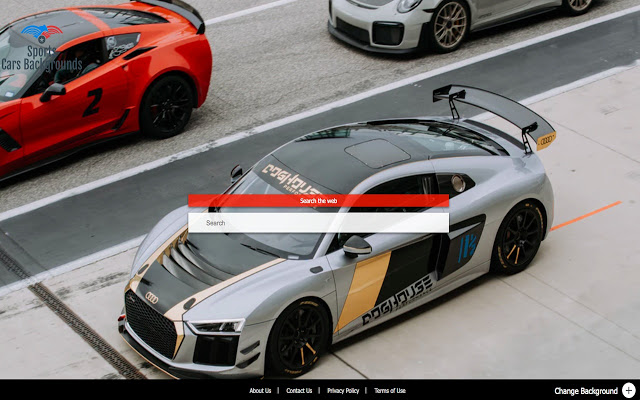 Sports
Cars Backgrounds
2
DOGHOUSE
Search the web
Search
DOGHOUSE
About Us | Contact Us | Privacy Policy | Terms of Use
Change Background +